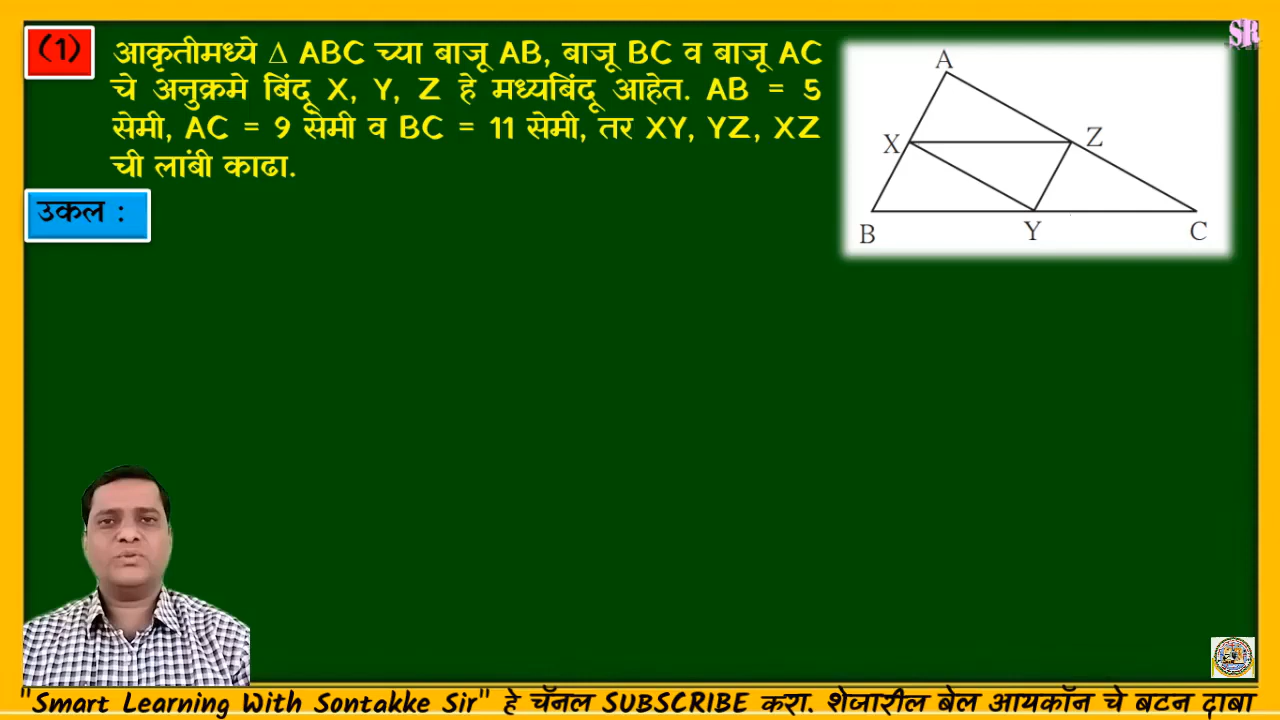 (1)
आकृतीमध्ये Δ ABC च्या बाजू AB, बाजू BC व बाजू AC
चे अनुक्रमे बिंदू X, Y, Z हे मध्यबिंदू आहेत. AB = 5
सेमी, AC = 9 सेमी व BC = 11 सेमी, तर XY, YZ, XZ
ची लांबी काढा.
उकल :
A
X
Z
B
Y
C
SR
"Smart Learning With Sontakke Sir" हे चॅनल SUBSCRIBE करा. शेजारील बेल आयकॉन चे बटन दाबा